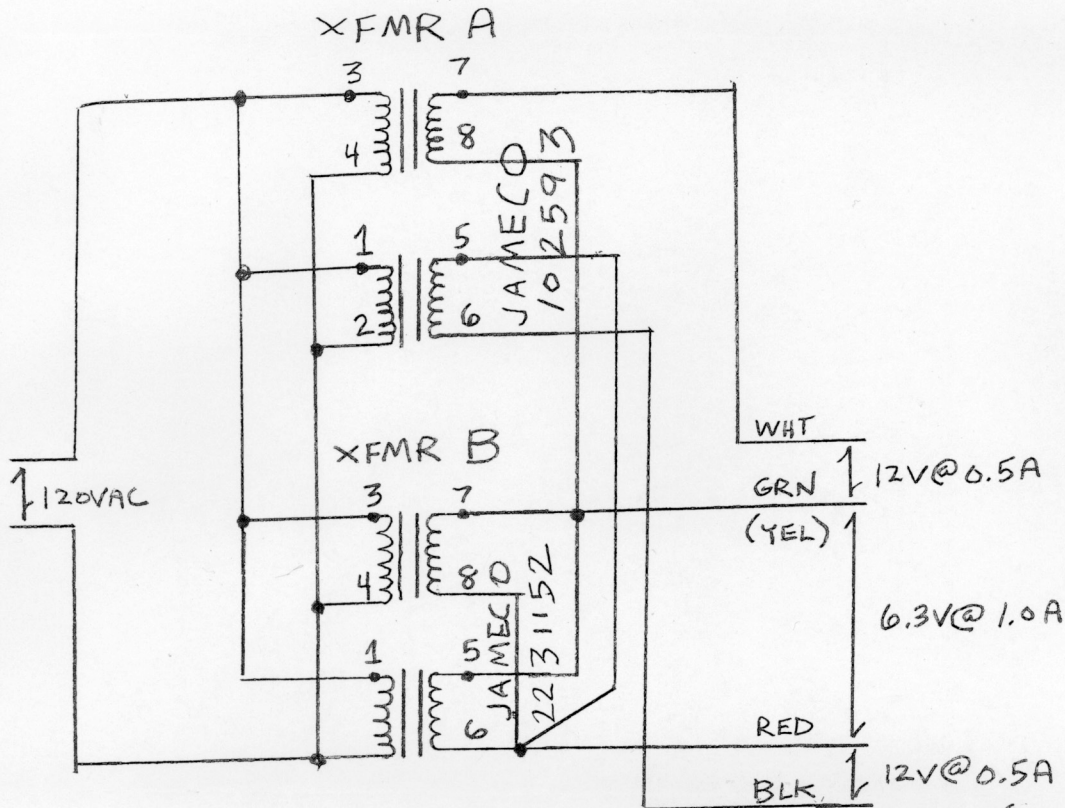 XFMR A
3
7
4
8
JAMECO
102593
1
5
2
6
120VAC
WHT
12V@0.5A
GRN
(YEL)
XFMR B
3
7
4
8
JAMECO
2231152
6.3V@1.0A
1
5
6
RED
BLK
12V@0.5A